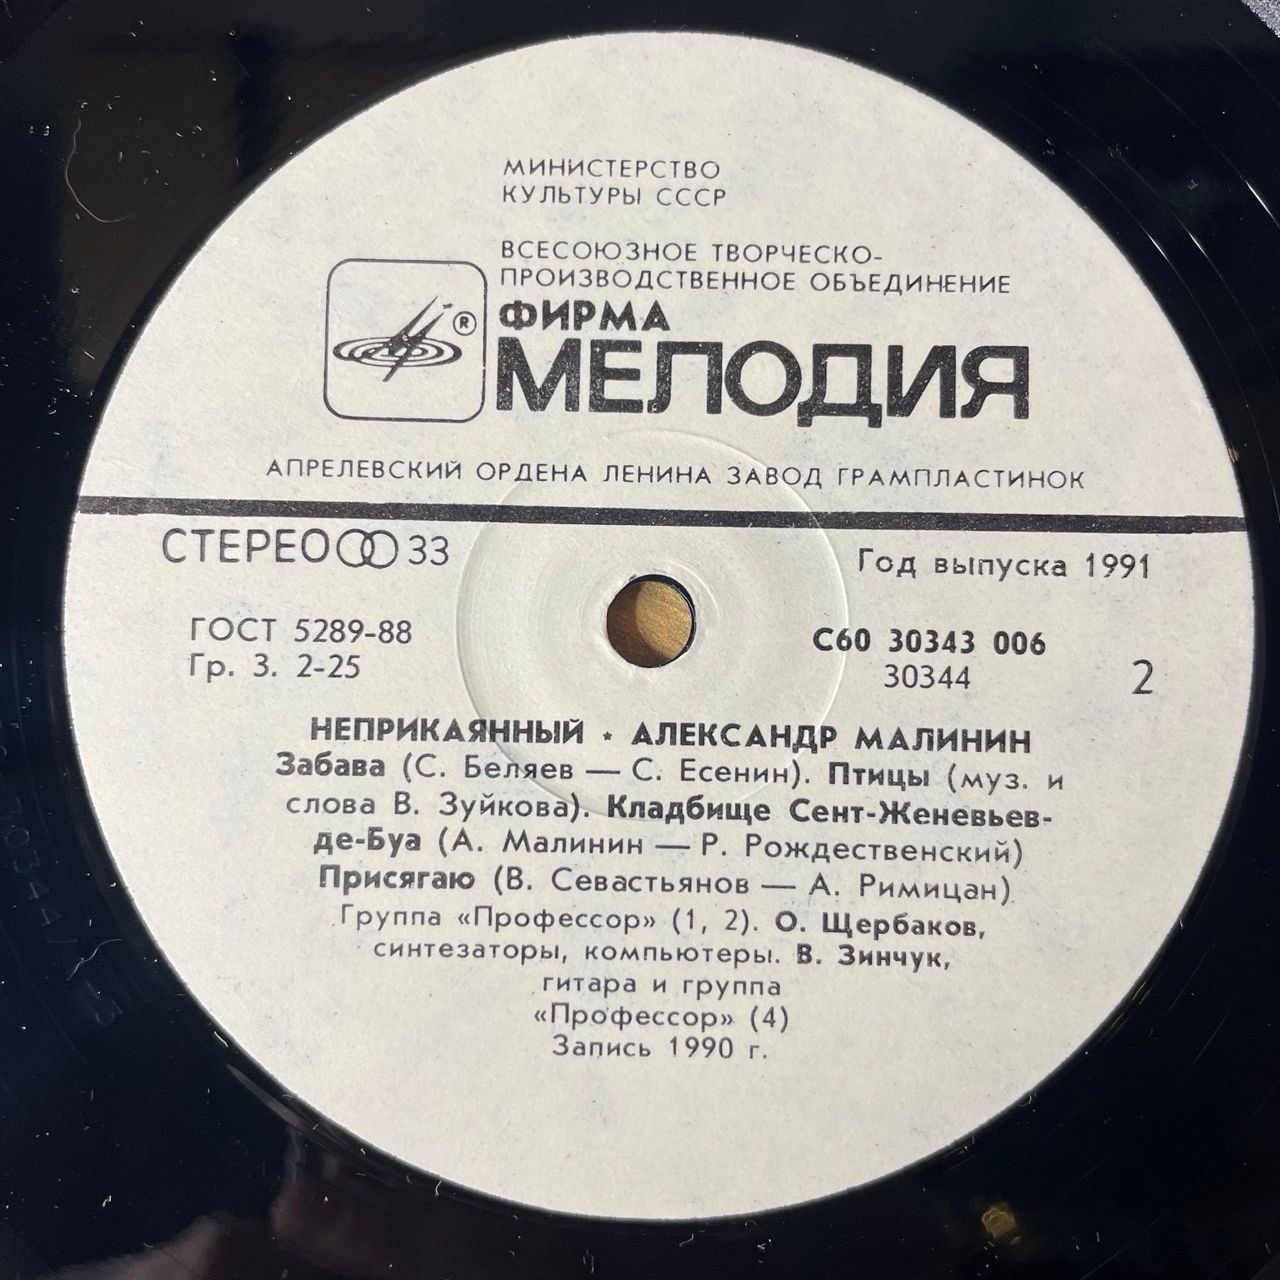 МИНИСТЕРСТВО
КУЛЬТУРЫ СССР
ВСЕСОЮЗНОЕ ТВОРЧЕСКО-
ПРОИЗВОДСТВЕННОЕ ОБЪЕДИНЕНИЕ
ФИРМА
®
МЕЛОДИЯ
АПРЕЛЕВСКИЙ ОРДЕНА ЛЕНИНА ЗАВОД ГРАМПЛАСТИНОК
СТЕРЕО 33
Год выпуска 1991
ГОСТ 5289-88
Гр. 3. 2-25
С60 30343 006
30344
2
НЕПРИКАЯННЫЙ ⋆ АЛЕКСАНДР МАЛИНИН
Забава (С. Беляев — С. Есенин). Птицы (муз. и
слова В. Зуйкова). Кладбище Сент-Женевьев-
де-Буа (А. Малинин — Р. Рождественский)
Присягаю (В. Севастьянов — А. Римицан)
Группа «Профессор» (1, 2). О. Щербаков,
синтезаторы, компьютеры. В. Зинчук,
гитара и группа
«Профессор» (4)
Запись 1990 г.